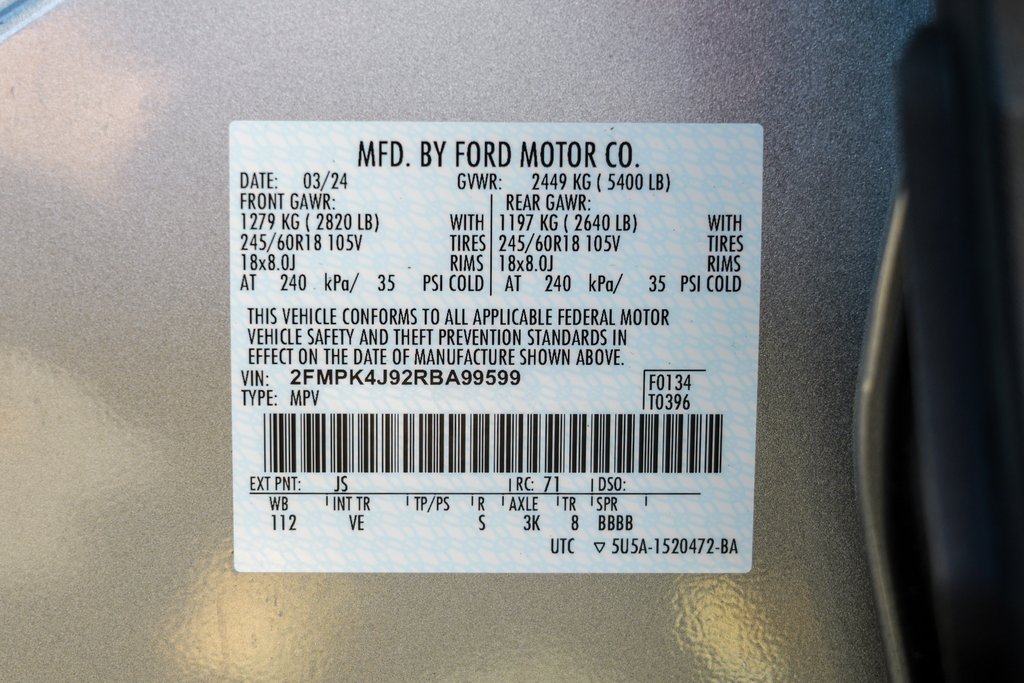 MFD. BY FORD MOTOR CO.
DATE: 03/24 GVWR: 2449 KG ( 5400 LB)
FRONT GAWR: REAR GAWR:
1279 KG ( 2820 LB) WITH 1197 KG ( 2640 LB) WITH
245/60R18 105V TIRES 245/60R18 105V TIRES
18x8.0J RIMS 18x8.0J RIMS
AT 240 kPa/ 35 PSI COLD AT 240 kPa/ 35 PSI COLD
THIS VEHICLE CONFORMS TO ALL APPLICABLE FEDERAL MOTOR
VEHICLE SAFETY AND THEFT PREVENTION STANDARDS IN
EFFECT ON THE DATE OF MANUFACTURE SHOWN ABOVE.
VIN: 2FMPK4J92RBA99599
F0134
TYPE: MPV
T0396
EXT PNT: JS RC: 71 DSO:
WB INT TR TP/PS R AXLE TR SPR
112 VE S 3K 8 BBBB
UTC ▽ 5U5A-1520472-BA